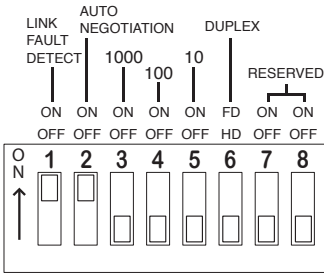 LINK FAULT DETECT
AUTO NEGOTIATION
1000
100
10
DUPLEX
RESERVED
ON ON ON ON ON FD ON ON
OFF OFF OFF OFF OFF HD OFF OFF
ON 1 2 3 4 5 6 7 8